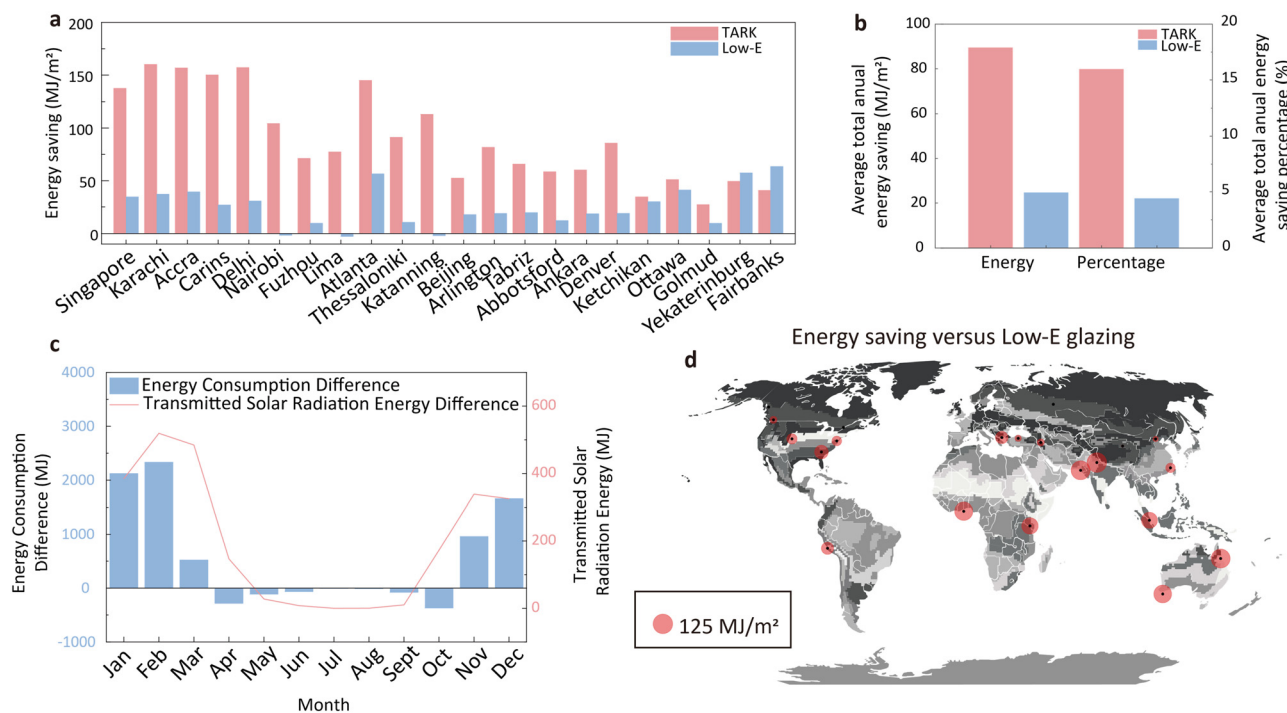 a
200
150
100
50
0
Energy saving (MJ/m²)
TARK
Low-E
Singapore
Karachi
Accra
Carins
Delhi
Nairobi
Fuzhou
Lima
Atlanta
Thessaloniki
Katanning
Beijing
Arlington
Tabriz
Abbotsford
Ankara
Denver
Ketchikan
Ottawa
Golmud
Yekaterinburg
Fairbanks
b
100
80
60
40
20
0
Average total anual
energy saving (MJ/m²)
TARK
Low-E
20
15
10
5
0
Average total anual energy
saving percentage (%)
Energy
Percentage
c
4000
3000
2000
1000
0
-1000
Energy Consumption
Difference (MJ)
Energy Consumption Difference
Transmitted Solar Radiation Energy Difference
600
400
200
0
Transmitted Solar
Radiation Energy (MJ)
Jan
Feb
Mar
Apr
May
Jun
Jul
Aug
Sept
Oct
Nov
Dec
Month
d
Energy saving versus Low-E glazing
125 MJ/m²